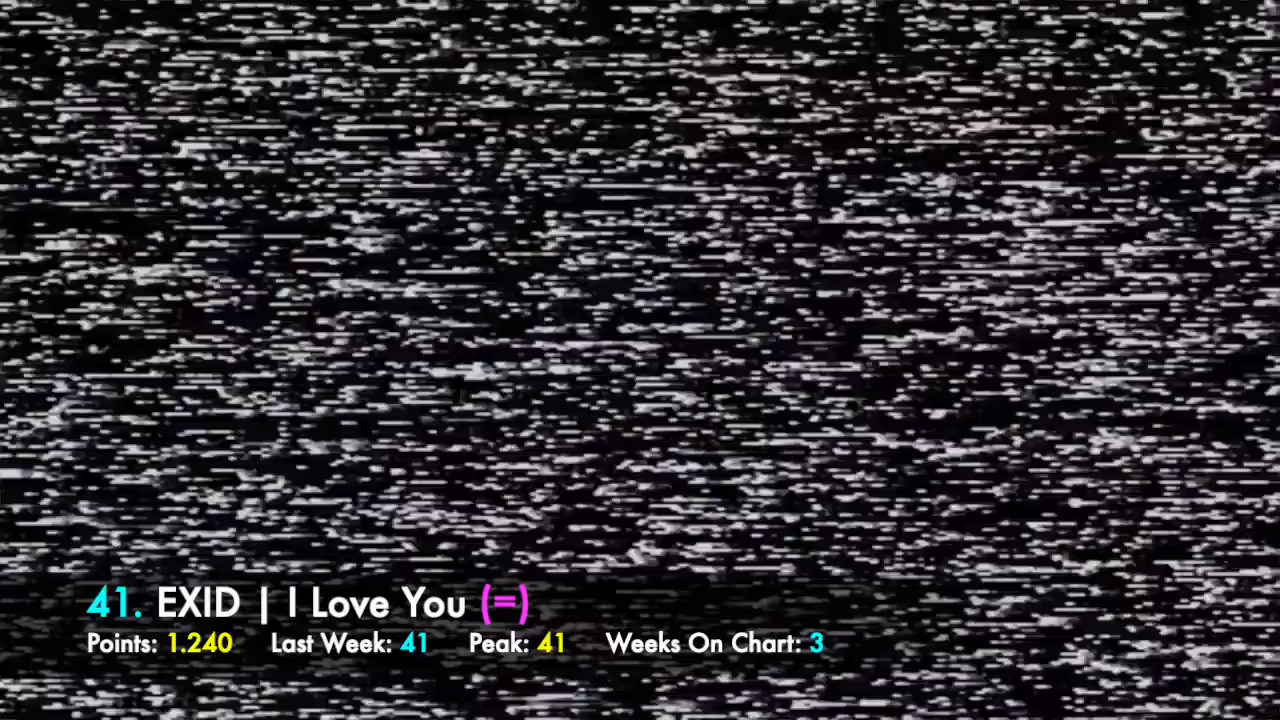 41. EXID | I Love You (=)
Points: 1.240 Last Week: 41 Peak: 41 Weeks On Chart: 3